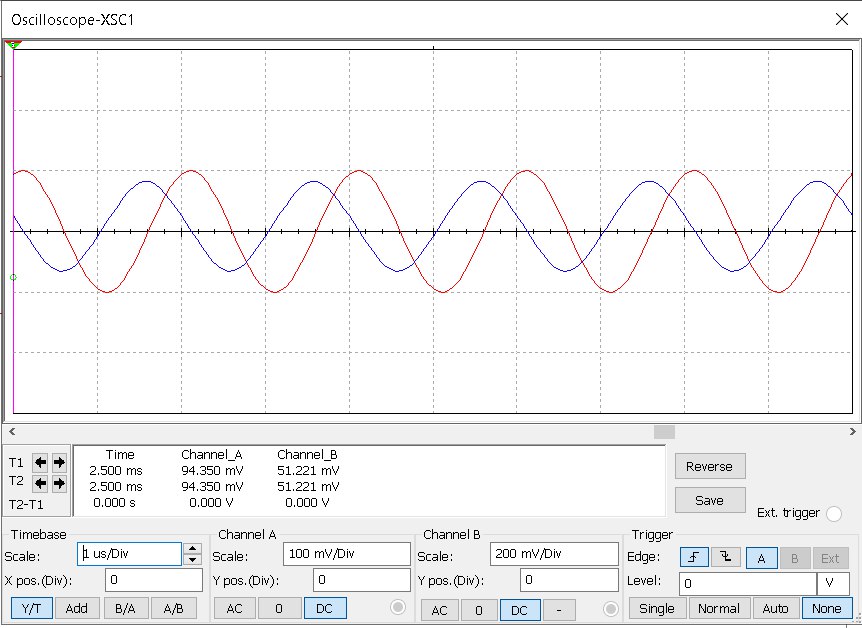 Oscilloscope-XSC1
Time Channel_A Channel_B
T1 2.500 ms 94.350 mV 51.221 mV
T2 2.500 ms 94.350 mV 51.221 mV
T2-T1 0.000 s 0.000 V 0.000 V
Reverse
Save
Ext. trigger
Timebase
Scale: 1 us/Div
X pos.(Div): 0
Y/T Add B/A A/B
Channel A
Scale: 100 mV/Div
Y pos.(Div): 0
AC 0 DC
Channel B
Scale: 200 mV/Div
Y pos.(Div): 0
AC 0 DC -
Trigger
Edge: A B Ext
Level: 0 V
Single Normal Auto None